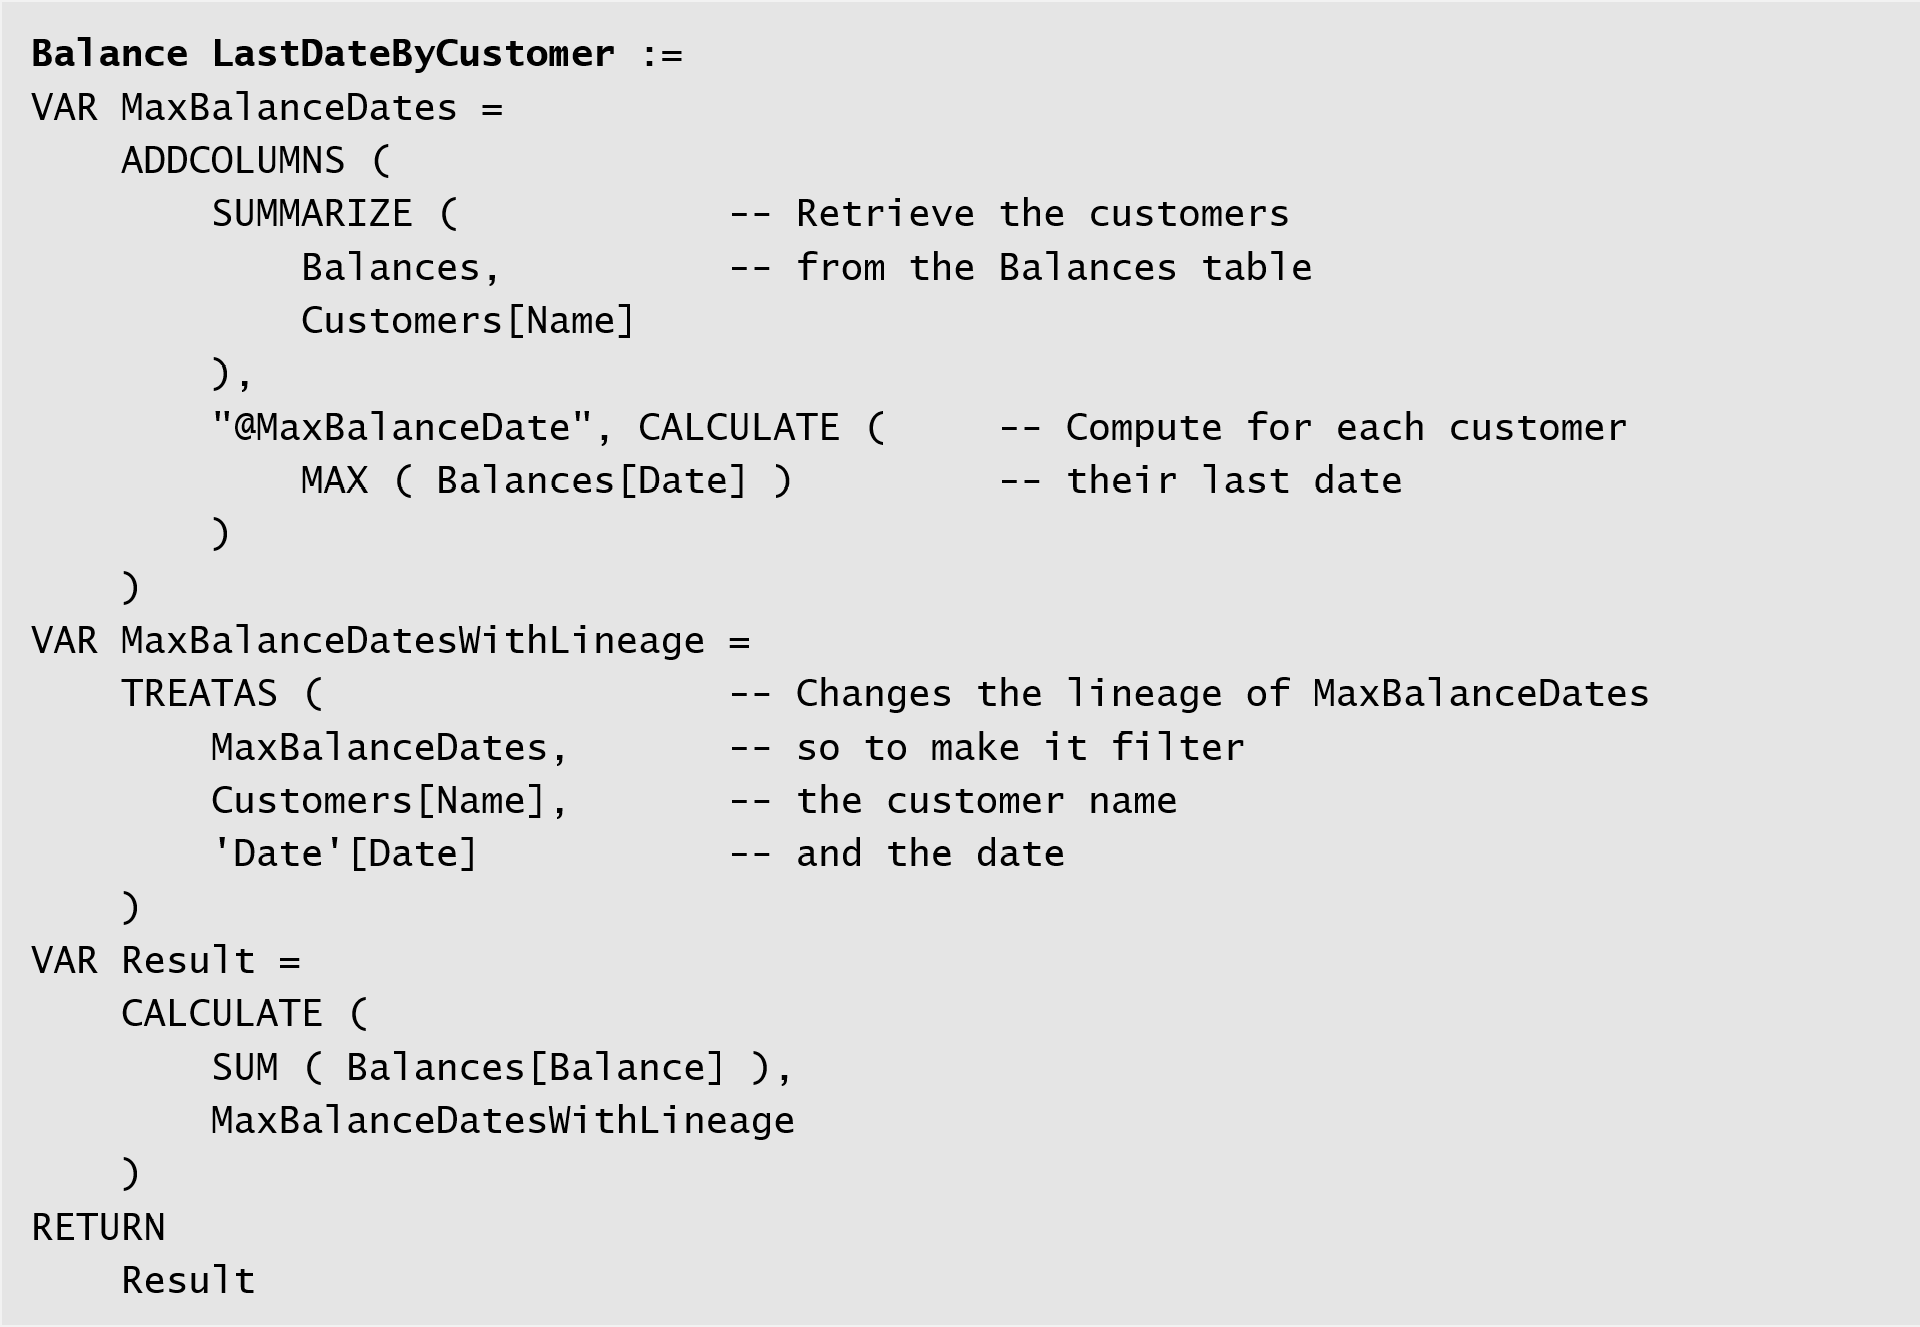 Balance LastDateByCustomer :=
VAR MaxBalanceDates =
    ADDCOLUMNS (
        SUMMARIZE (            -- Retrieve the customers
            Balances,          -- from the Balances table
            Customers[Name]
        ),
        "@MaxBalanceDate", CALCULATE (     -- Compute for each customer
            MAX ( Balances[Date] )         -- their last date
        )
    )
VAR MaxBalanceDatesWithLineage =
    TREATAS (                  -- Changes the lineage of MaxBalanceDates
        MaxBalanceDates,       -- so to make it filter
        Customers[Name],       -- the customer name
        'Date'[Date]           -- and the date
    )
VAR Result =
    CALCULATE (
        SUM ( Balances[Balance] ),
        MaxBalanceDatesWithLineage
    )
RETURN
    Result